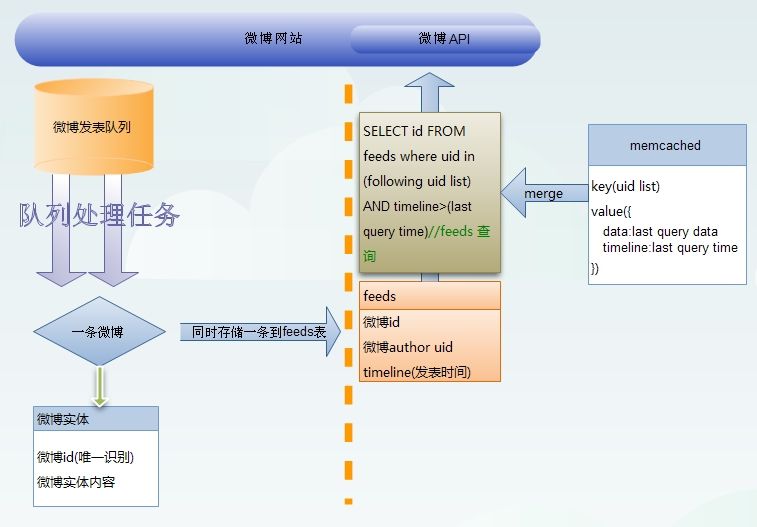 微博网站
微博 API
微博发表队列
队列处理任务
一条微博
同时存储一条到feeds表
微博实体
微博id(唯一识别)
微博实体内容
SELECT id FROM
feeds where uid in
(following uid list)
AND timeline>(last
query time)//feeds 查
询
feeds
微博id
微博author uid
timeline(发表时间)
merge
memcached
key(uid list)
value({
data:last query data
timeline:last query time
})